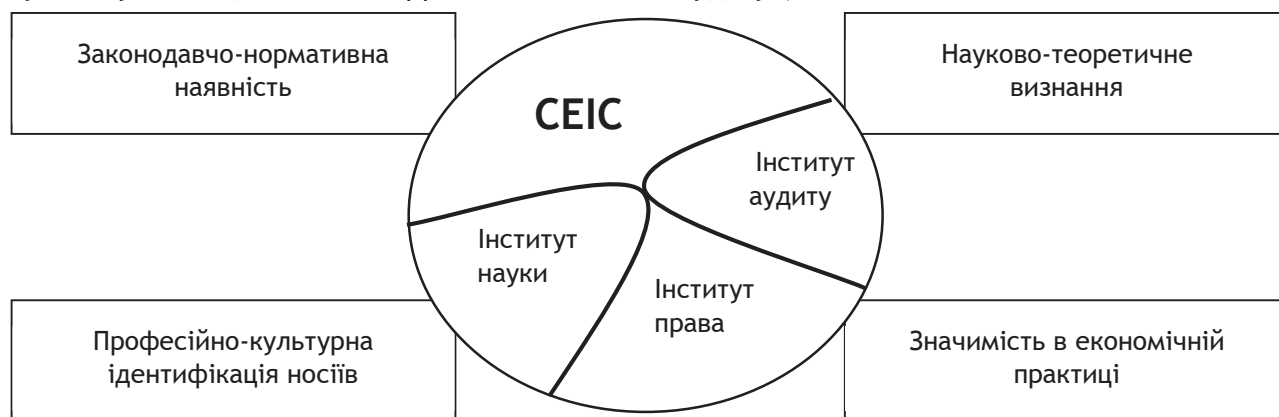 Законодавчо-нормативна
наявність
Науково-теоретичне
визнання
СЕІС
Інститут
аудиту
Інститут
науки
Інститут
права
Професійно-культурна
ідентифікація носіїв
Значимість в економічній
практиці